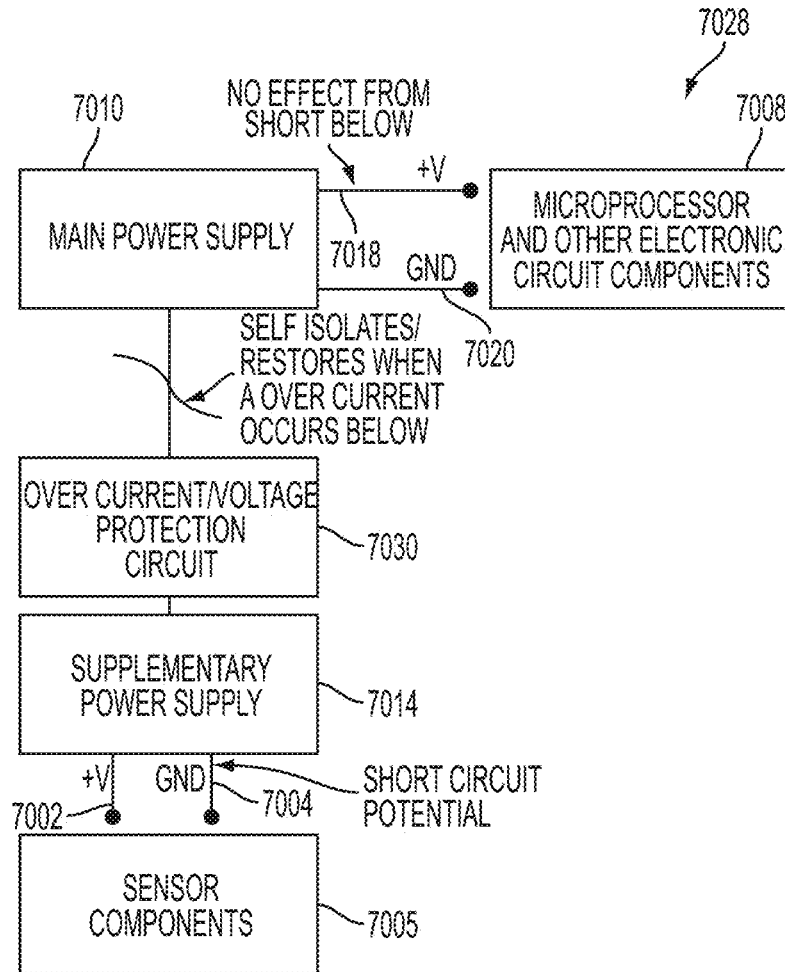 7028
7010
NO EFFECT FROM
SHORT BELOW
7008
+V
MAIN POWER SUPPLY
7018
GND
7020
MICROPROCESSOR
AND OTHER ELECTRONIC
CIRCUIT COMPONENTS
SELF ISOLATES/
RESTORES WHEN
A OVER CURRENT
OCCURS BELOW
OVER CURRENT/VOLTAGE
PROTECTION
CIRCUIT
7030
SUPPLEMENTARY
POWER SUPPLY
7014
+V
GND
7002
7004
SHORT CIRCUIT
POTENTIAL
SENSOR
COMPONENTS
7005